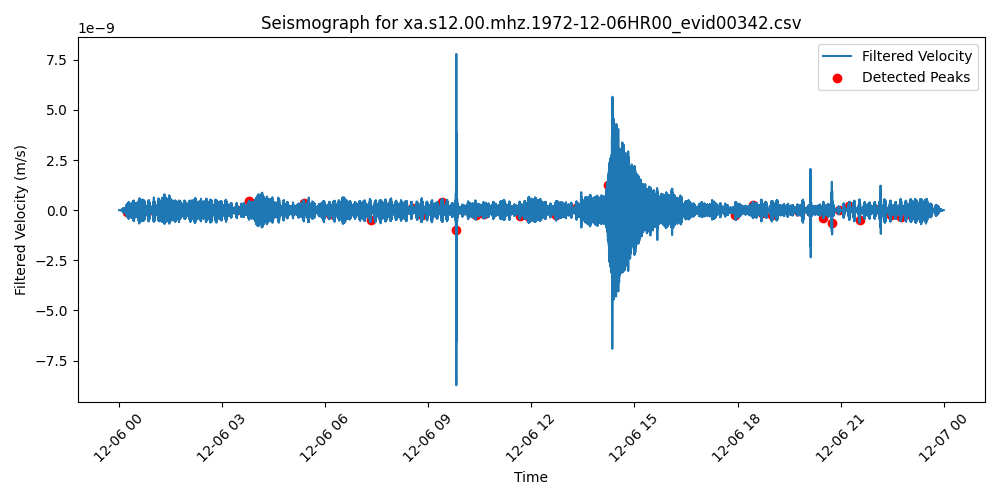 Seismograph for xa.s12.00.mhz.1972-12-06HR00_evid00342.csv
1e−9
Filtered Velocity
Detected Peaks
7.5
5.0
2.5
0.0
−2.5
−5.0
−7.5
Filtered Velocity (m/s)
12-06 00
12-06 03
12-06 06
12-06 09
12-06 12
12-06 15
12-06 18
12-06 21
12-07 00
Time